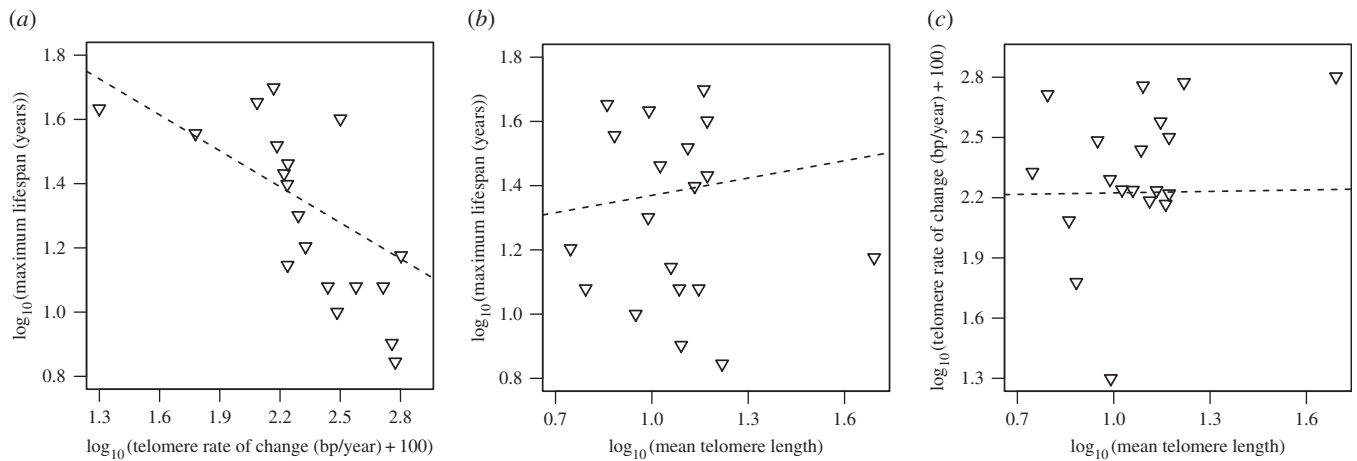 (a)
1.8
1.6
1.4
1.2
1.0
0.8
log10(maximum lifespan (years))
1.3 1.6 1.9 2.2 2.5 2.8
log10(telomere rate of change (bp/year) + 100)
(b)
1.8
1.6
1.4
1.2
1.0
0.8
log10(maximum lifespan (years))
0.7 1.0 1.3 1.6
log10(mean telomere length)
(c)
2.8
2.5
2.2
1.9
1.6
1.3
log10(telomere rate of change (bp/year) + 100)
0.7 1.0 1.3 1.6
log10(mean telomere length)